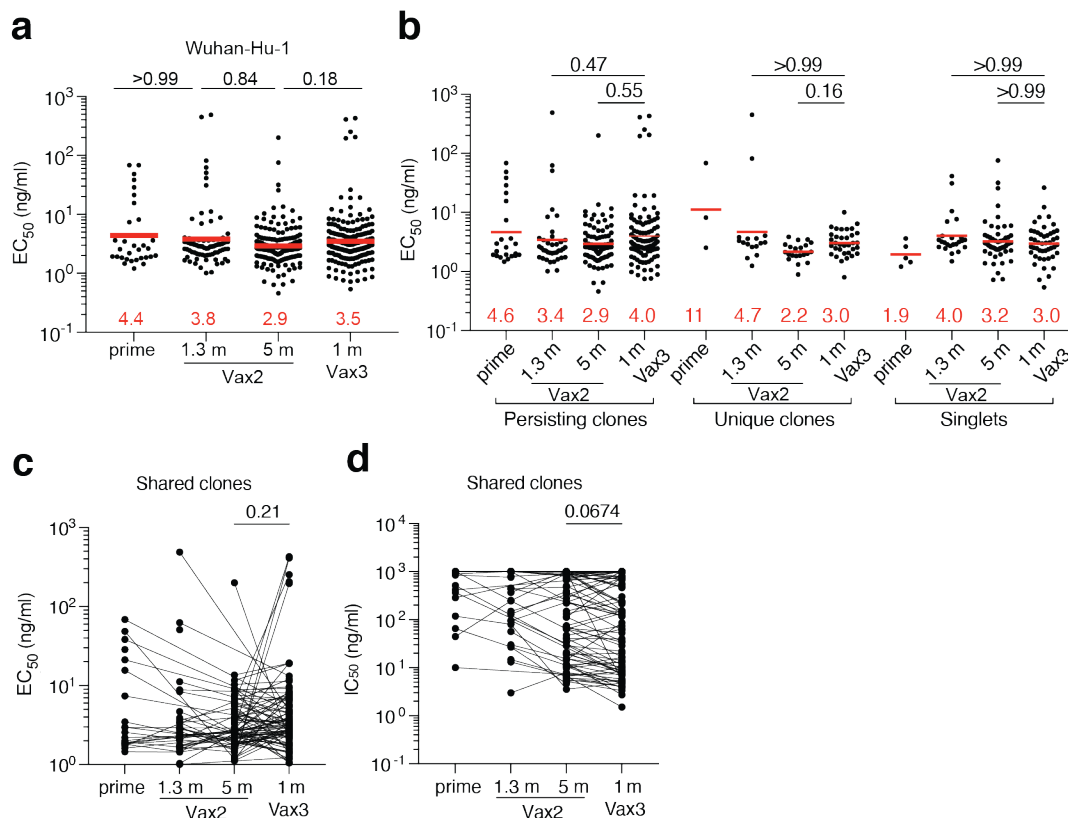 a
Wuhan-Hu-1
>0.99 0.84 0.18
10³
10²
10¹
10⁰
10⁻¹
EC₅₀ (ng/ml)
4.4 3.8 2.9 3.5
prime 1.3 m 5 m 1 m
Vax2 Vax3
b
0.47 >0.99 >0.99
0.55 0.16 >0.99
10³
10²
10¹
10⁰
10⁻¹
EC₅₀ (ng/ml)
4.6 3.4 2.9 4.0 11 4.7 2.2 3.0 1.9 4.0 3.2 3.0
prime 1.3 m 5 m 1 m Vax3 prime 1.3 m 5 m 1 m Vax3 prime 1.3 m 5 m 1 m Vax3
Vax2 Vax2 Vax2
Persisting clones Unique clones Singlets
c
Shared clones
0.21
10³
10²
10¹
10⁰
EC₅₀ (ng/ml)
prime 1.3 m 5 m 1 m
Vax2 Vax3
d
Shared clones
0.0674
10⁴
10³
10²
10¹
10⁰
10⁻¹
IC₅₀ (ng/ml)
prime 1.3 m 5 m 1 m
Vax2 Vax3